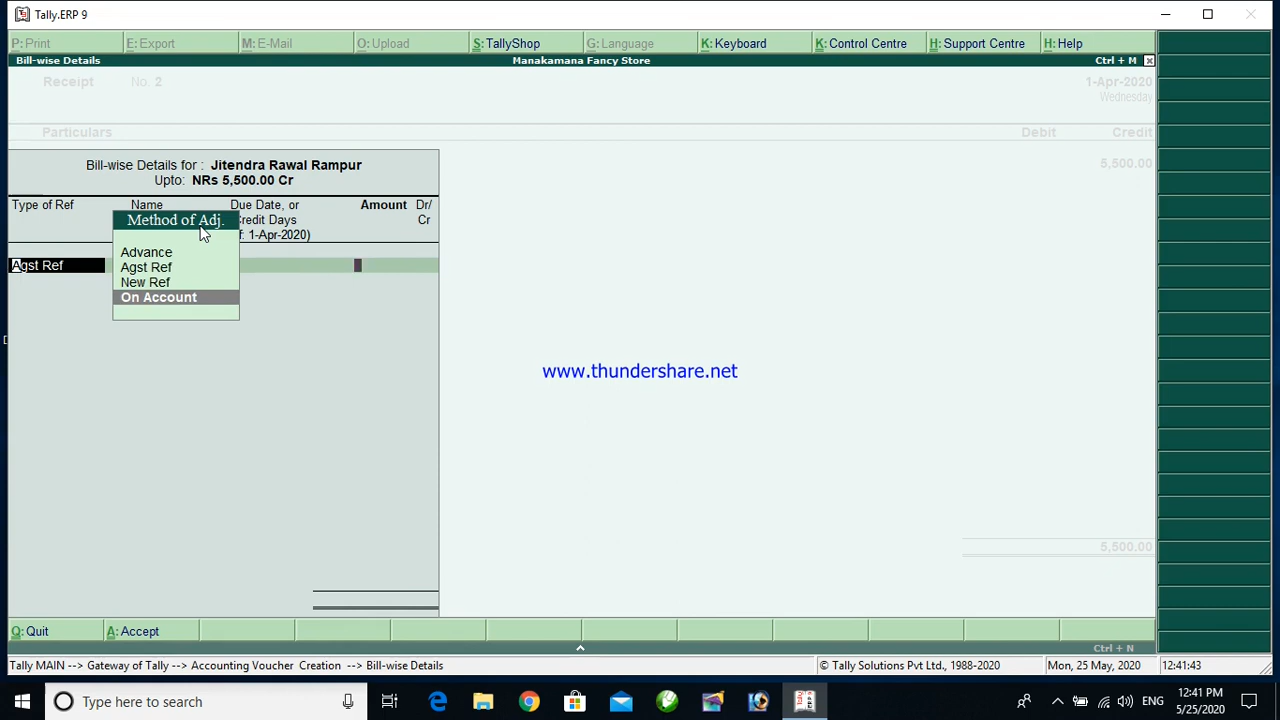 Tally.ERP 9
P: Print E: Export M: E-Mail O: Upload S: TallyShop G: Language K: Keyboard K: Control Centre H: Support Centre H: Help
Bill-wise Details Manakamana Fancy Store Ctrl + M
Receipt No. 2 1-Apr-2020
Wednesday
Particulars Debit Credit
5,500.00
Bill-wise Details for : Jitendra Rawal Rampur
Upto: NRs 5,500.00 Cr
Type of Ref Name Due Date, or Amount Dr/
Credit Days Cr
1-Apr-2020)
Method of Adj.
Advance
Agst Ref
New Ref
On Account
Agst Ref
www.thundershare.net
5,500.00
Q: Quit A: Accept
Ctrl + N
Tally MAIN --> Gateway of Tally --> Accounting Voucher Creation --> Bill-wise Details © Tally Solutions Pvt Ltd., 1988-2020 Mon, 25 May, 2020 12:41:43
Type here to search ENG 12:41 PM
5/25/2020